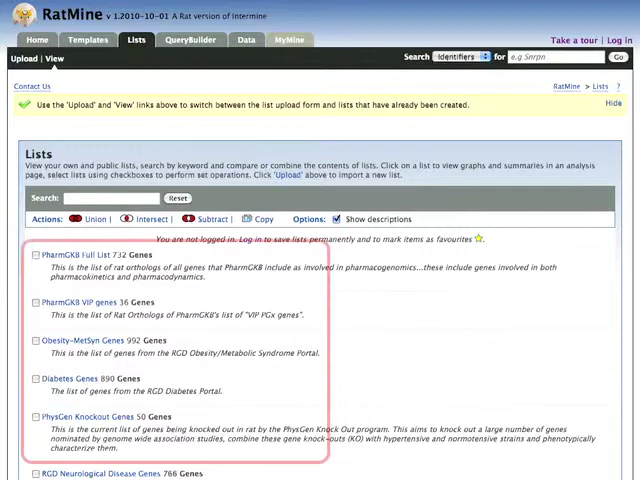 RatMine v 1.2010-10-01 A Rat version of Intermine
Home Templates Lists QueryBuilder Data MyMine
Take a tour | Log in
Upload | View
Search Identifiers for e.g Snrpn Go
Contact Us
RatMine > Lists ?
Use the 'Upload' and 'View' links above to switch between the list upload form and lists that have already been created.
Hide
Lists
View your own and public lists, search by keyword and compare or combine the contents of lists. Click on a list to view graphs and summaries in an analysis
page, select lists using checkboxes to perform set operations. Click 'Upload' above to import a new list.
Search: Reset
Actions: Union | Intersect | Subtract | Copy Options: Show descriptions
You are not logged in. Log in to save lists permanently and to mark items as favourites.
PharmGKB Full List 732 Genes
This is the list of rat orthologs of all genes that PharmGKB include as involved in pharmacogenomics...these include genes involved in both
pharmacokinetics and pharmacodynamics.
PharmGKB VIP genes 36 Genes
This is the list of Rat Orthologs of PharmGKB's list of "VIP PGx genes".
Obesity-MetSyn Genes 992 Genes
This is the list of genes from the RGD Obesity/Metabolic Syndrome Portal.
Diabetes Genes 890 Genes
The list of genes from the RGD Diabetes Portal.
PhysGen Knockout Genes 50 Genes
This is the current list of genes being knocked out in rat by the PhysGen Knock Out program. This aims to knock out a large number of genes
nominated by genome wide association studies, combine these gene knock-outs (KO) with hypertensive and normotensive strains and phenotypically
characterize them.
RGD Neurological Disease Genes 766 Genes